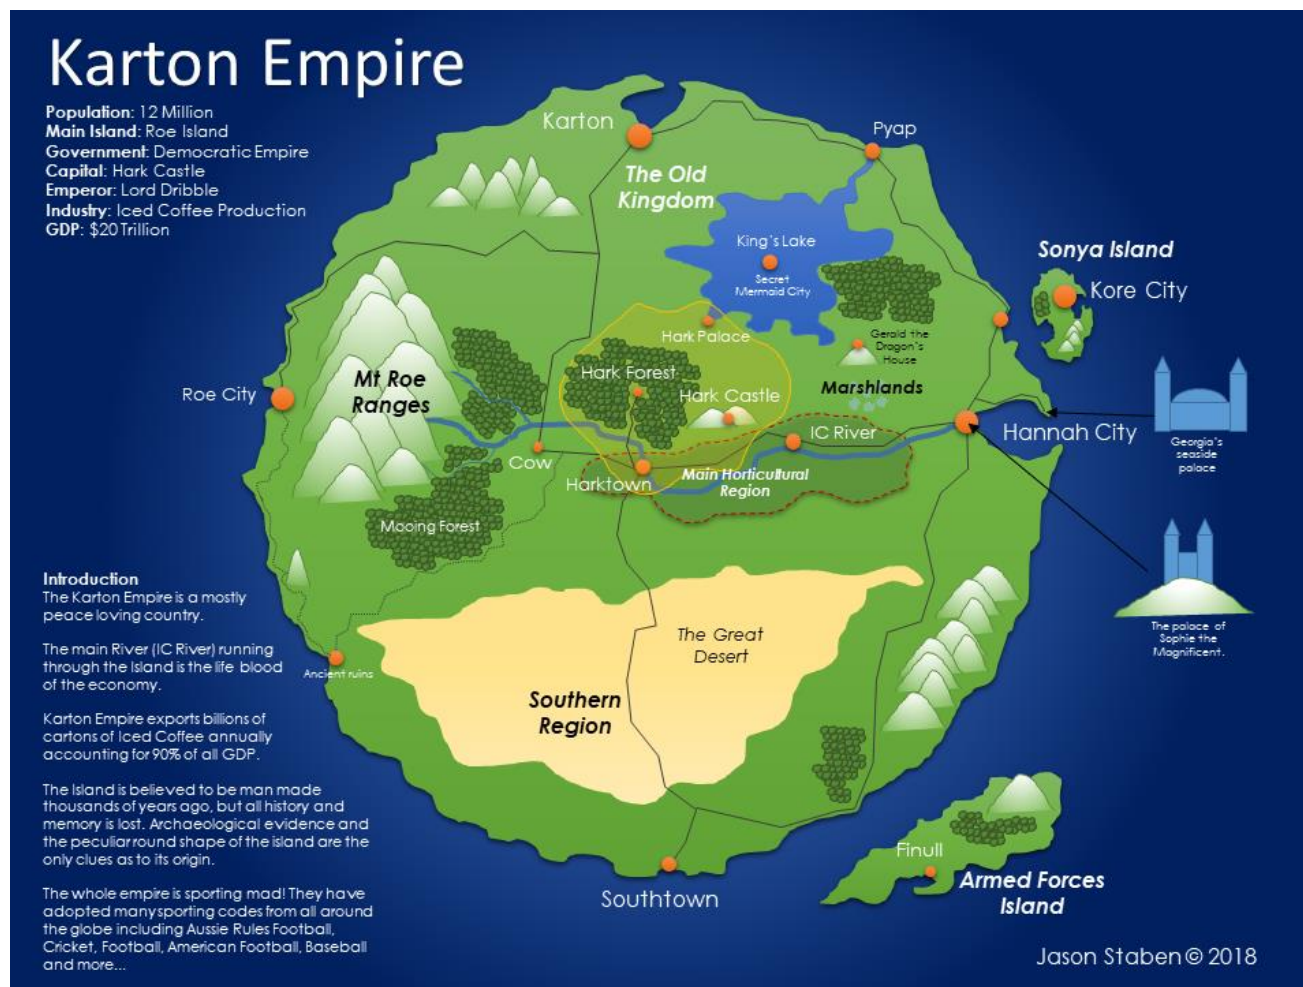 Karton Empire
Population: 12 Million
Main Island: Roe Island
Government: Democratic Empire
Capital: Hark Castle
Emperor: Lord Dribble
Industry: Iced Coffee Production
GDP: $20 Trillion
Karton
Pyap
The Old
Kingdom
King's Lake
Secret
Mermaid City
Sonya Island
Kore City
Hark Palace
Gerald the
Dragon's
House
Mt Roe
Ranges
Roe City
Hark Forest
Hark Castle
Marshlands
IC River
Hannah City
Georgia's
seaside
palace
Cow
Harktown
Main Horticultural
Region
Mooing Forest
The palace of
Sophie the
Magnificent.
Introduction
The Karton Empire is a mostly
peace loving country.
The main River (IC River) running
through the Island is the life blood
of the economy.
Karton Empire exports billions of
cartons of Iced Coffee annually
accounting for 90% of all GDP.
The Island is believed to be man made
thousands of years ago, but all history and
memory is lost. Archaeological evidence and
the peculiar round shape of the island are the
only clues as to its origin.
The whole empire is sporting mad! They have
adopted many sporting codes from all around
the globe including Aussie Rules Football,
Cricket, Football, American Football, Baseball
and more...
Ancient ruins
The Great
Desert
Southern
Region
Southtown
Finull
Armed Forces
Island
Jason Staben © 2018